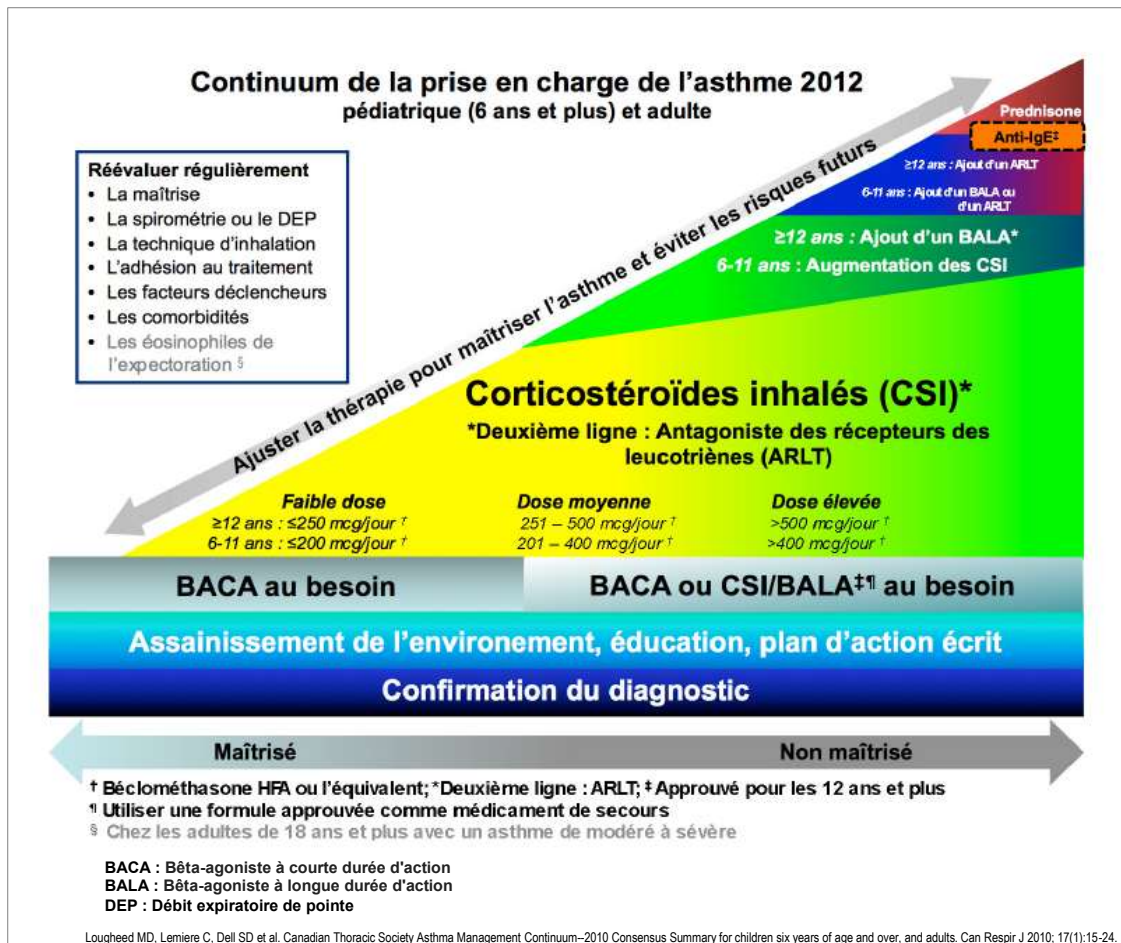 Continuum de la prise en charge de l'asthme 2012
pédiatrique (6 ans et plus) et adulte
Réévaluer régulièrement
• La maîtrise
• La spirométrie ou le DEP
• La technique d'inhalation
• L'adhésion au traitement
• Les facteurs déclencheurs
• Les comorbidités
• Les éosinophiles de
l'expectoration §
Ajuster la thérapie pour maîtriser l'asthme et éviter les risques futurs
Prednisone
Anti-IgE‡
≥12 ans : Ajout d'un ARLT
6-11 ans : Ajout d'un BALA ou
d'un ARLT
≥12 ans : Ajout d'un BALA*
6-11 ans : Augmentation des CSI
Corticostéroïdes inhalés (CSI)*
*Deuxième ligne : Antagoniste des récepteurs des
leucotriènes (ARLT)
Faible dose
≥12 ans : ≤250 mcg/jour †
6-11 ans : ≤200 mcg/jour †
Dose moyenne
251 – 500 mcg/jour †
201 – 400 mcg/jour †
Dose élevée
>500 mcg/jour †
>400 mcg/jour †
BACA au besoin
BACA ou CSI/BALA‡¶ au besoin
Assainissement de l'environement, éducation, plan d'action écrit
Confirmation du diagnostic
Maîtrisé
Non maîtrisé
† Béclométhasone HFA ou l'équivalent; *Deuxième ligne : ARLT; ‡ Approuvé pour les 12 ans et plus
¶ Utiliser une formule approuvée comme médicament de secours
§ Chez les adultes de 18 ans et plus avec un asthme de modéré à sévère
BACA : Bêta-agoniste à courte durée d'action
BALA : Bêta-agoniste à longue durée d'action
DEP : Débit expiratoire de pointe
Lougheed MD, Lemiere C, Dell SD et al. Canadian Thoracic Society Asthma Management Continuum–2010 Consensus Summary for children six years of age and over, and adults. Can Respir J 2010; 17(1):15-24.